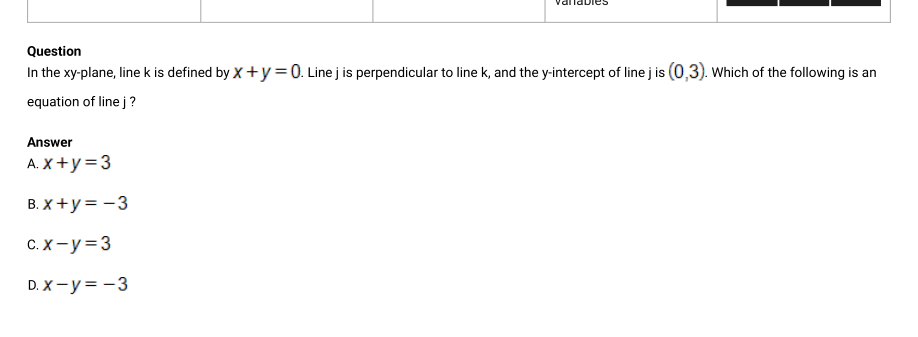 variables
Question
In the xy-plane, line k is defined by x + y = 0. Line j is perpendicular to line k, and the y-intercept of line j is (0,3). Which of the following is an
equation of line j ?
Answer
A. x + y = 3
B. x + y = −3
C. x − y = 3
D. x − y = −3